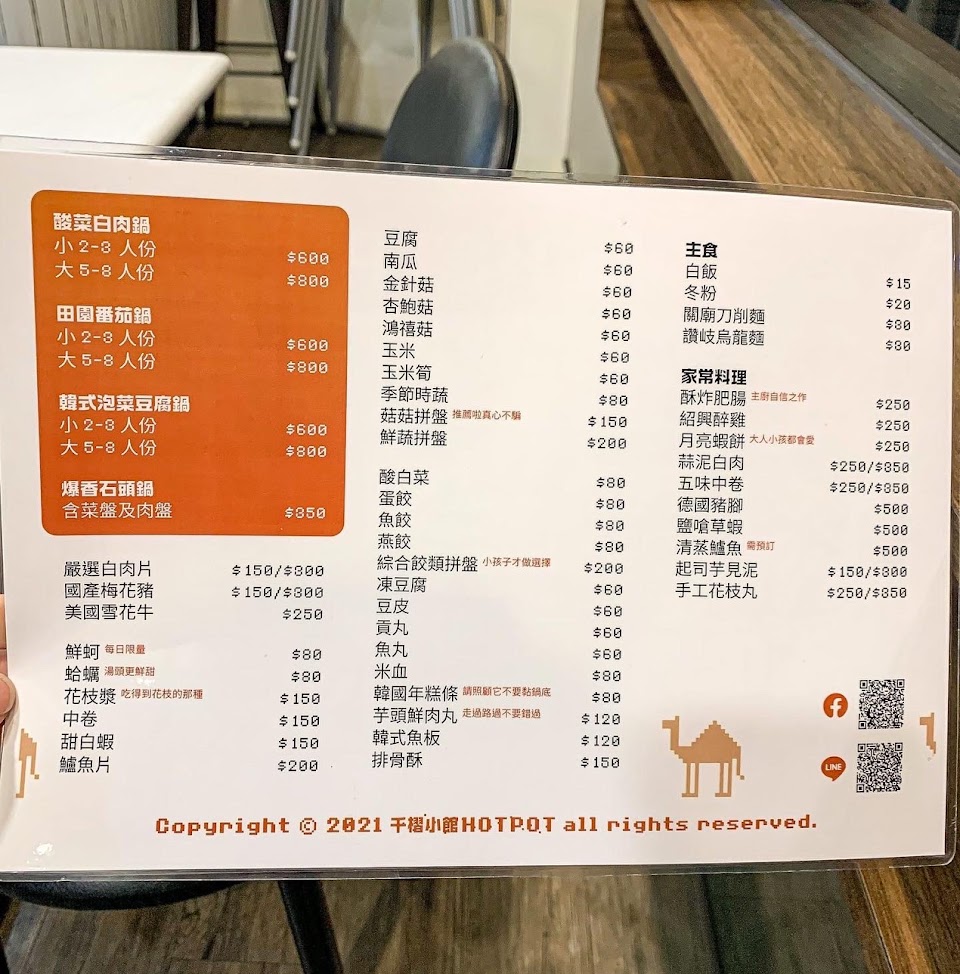 酸菜白肉鍋
小 2-3 人份 $600
大 5-8 人份 $800
田園番茄鍋
小 2-3 人份 $600
大 5-8 人份 $800
韓式泡菜豆腐鍋
小 2-3 人份 $600
大 5-8 人份 $800
爆香石頭鍋
含菜盤及肉盤 $350
嚴選白肉片 $150/$300
國產梅花豬 $150/$300
美國雪花牛 $250
鮮蚵 每日限量 $80
蛤蠣 湯頭更鮮甜 $80
花枝漿 吃得到花枝的那種 $150
中卷 $150
甜白蝦 $150
鱸魚片 $200
豆腐 $60
南瓜 $60
金針菇 $60
杏鮑菇 $60
鴻禧菇 $60
玉米 $60
玉米筍 $60
季節時蔬 $80
菇菇拼盤 推薦啦真心不騙 $150
鮮蔬拼盤 $200
酸白菜 $80
蛋餃 $80
魚餃 $80
燕餃 $80
綜合餃類拼盤 小孩子才做選擇 $200
凍豆腐 $60
豆皮 $60
貢丸 $60
魚丸 $60
米血 $80
韓國年糕條 請照顧它不要黏鍋底 $80
芋頭鮮肉丸 走過路過不要錯過 $120
韓式魚板 $120
排骨酥 $150
主食
白飯 $15
冬粉 $20
關廟刀削麵 $80
讚岐烏龍麵 $80
家常料理
酥炸肥腸 主廚自信之作 $250
紹興醉雞 $250
月亮蝦餅 大人小孩都會愛 $250
蒜泥白肉 $250/$350
五味中卷 $250/$350
德國豬腳 $500
鹽嗆草蝦 $500
清蒸鱸魚 需預訂 $500
起司芋見泥 $150/$300
手工花枝丸 $250/$350
LINE
Copyright © 2021 千褶小館HOTPOT all rights reserved.